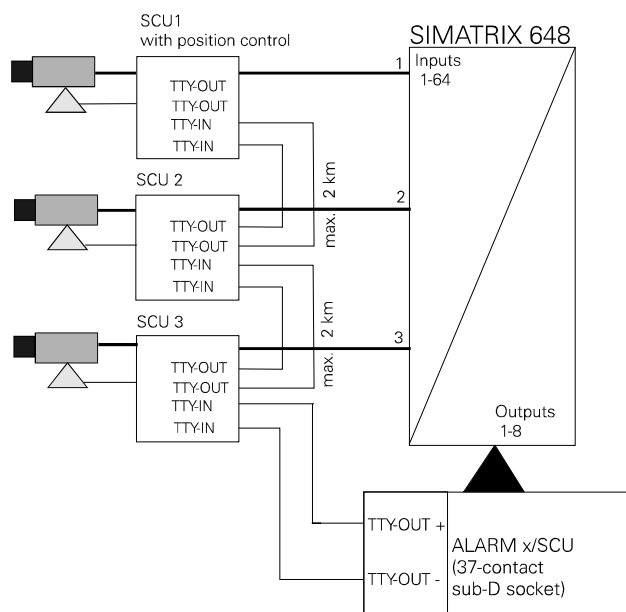 SCU1
with position control
SIMATRIX 648
1
Inputs
1-64
TTY-OUT
TTY-OUT
TTY-IN
TTY-IN
max. 2 km
SCU 2
2
TTY-OUT
TTY-OUT
TTY-IN
TTY-IN
max. 2 km
SCU 3
3
TTY-OUT
TTY-OUT
TTY-IN
TTY-IN
Outputs
1-8
TTY-OUT +
TTY-OUT -
ALARM x/SCU
(37-contact
sub-D socket)